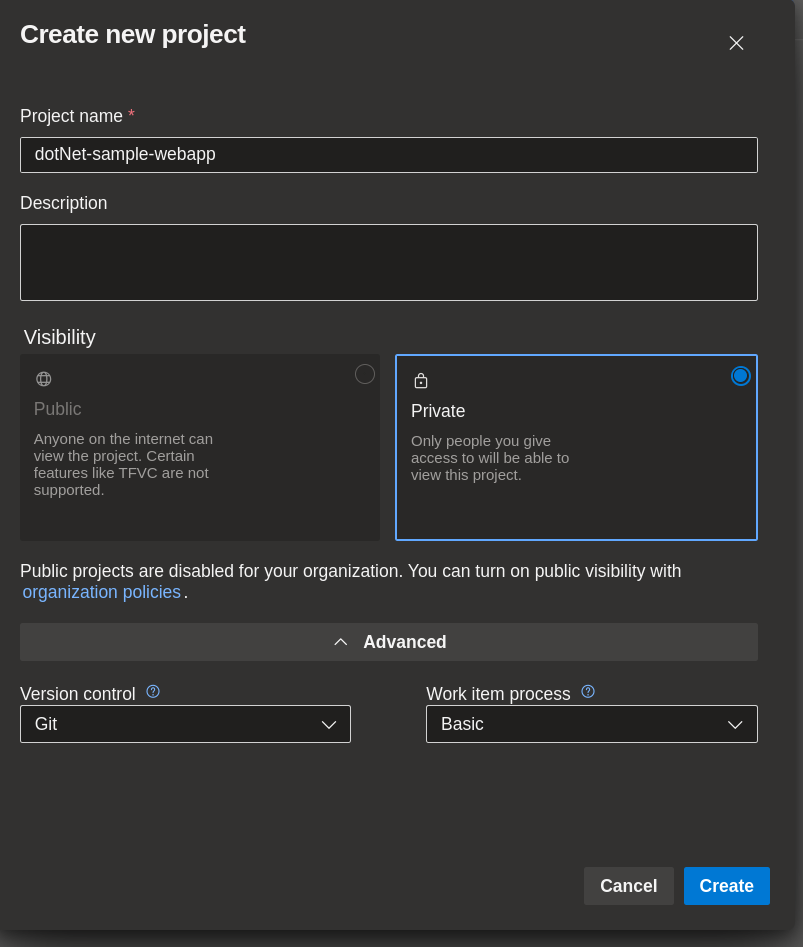 Create new project
Project name *
dotNet-sample-webapp
Description
Visibility
Public
Anyone on the internet can
view the project. Certain
features like TFVC are not
supported.
Private
Only people you give
access to will be able to
view this project.
Public projects are disabled for your organization. You can turn on public visibility with
organization policies.
Advanced
Version control
Git
Work item process
Basic
Cancel
Create